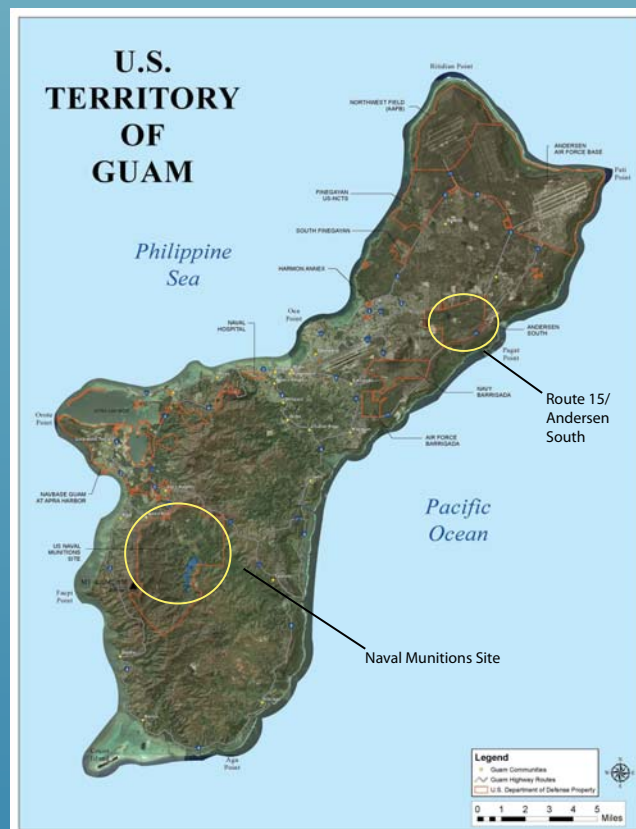 U.S.
TERRITORY
OF
GUAM
Ritidian Point
NORTHWEST FIELD
(AAFB)
ANDERSEN
AIR FORCE BASE
Pati
Point
FINEGAYAN
US-NCTS
SOUTH FINEGAYAN
Philippine
Sea
HARMON ANNEX
Oca
Point
NAVAL
HOSPITAL
ANDERSEN
SOUTH
Pagat
Point
NAVY
BARRIGADA
Route 15/
Andersen
South
Orote
Point
AIR FORCE
BARRIGADA
NAVBASE GUAM
AT APRA HARBOR
Pacific
Ocean
US NAVAL
MUNITIONS
SITE
Facpi
Point
Naval Munitions Site
Cocos
Island
Aga
Point
Legend
Guam Communities
Guam Highway Routes
U.S. Department of Defense Property
0 1 2 3 4 5
Miles